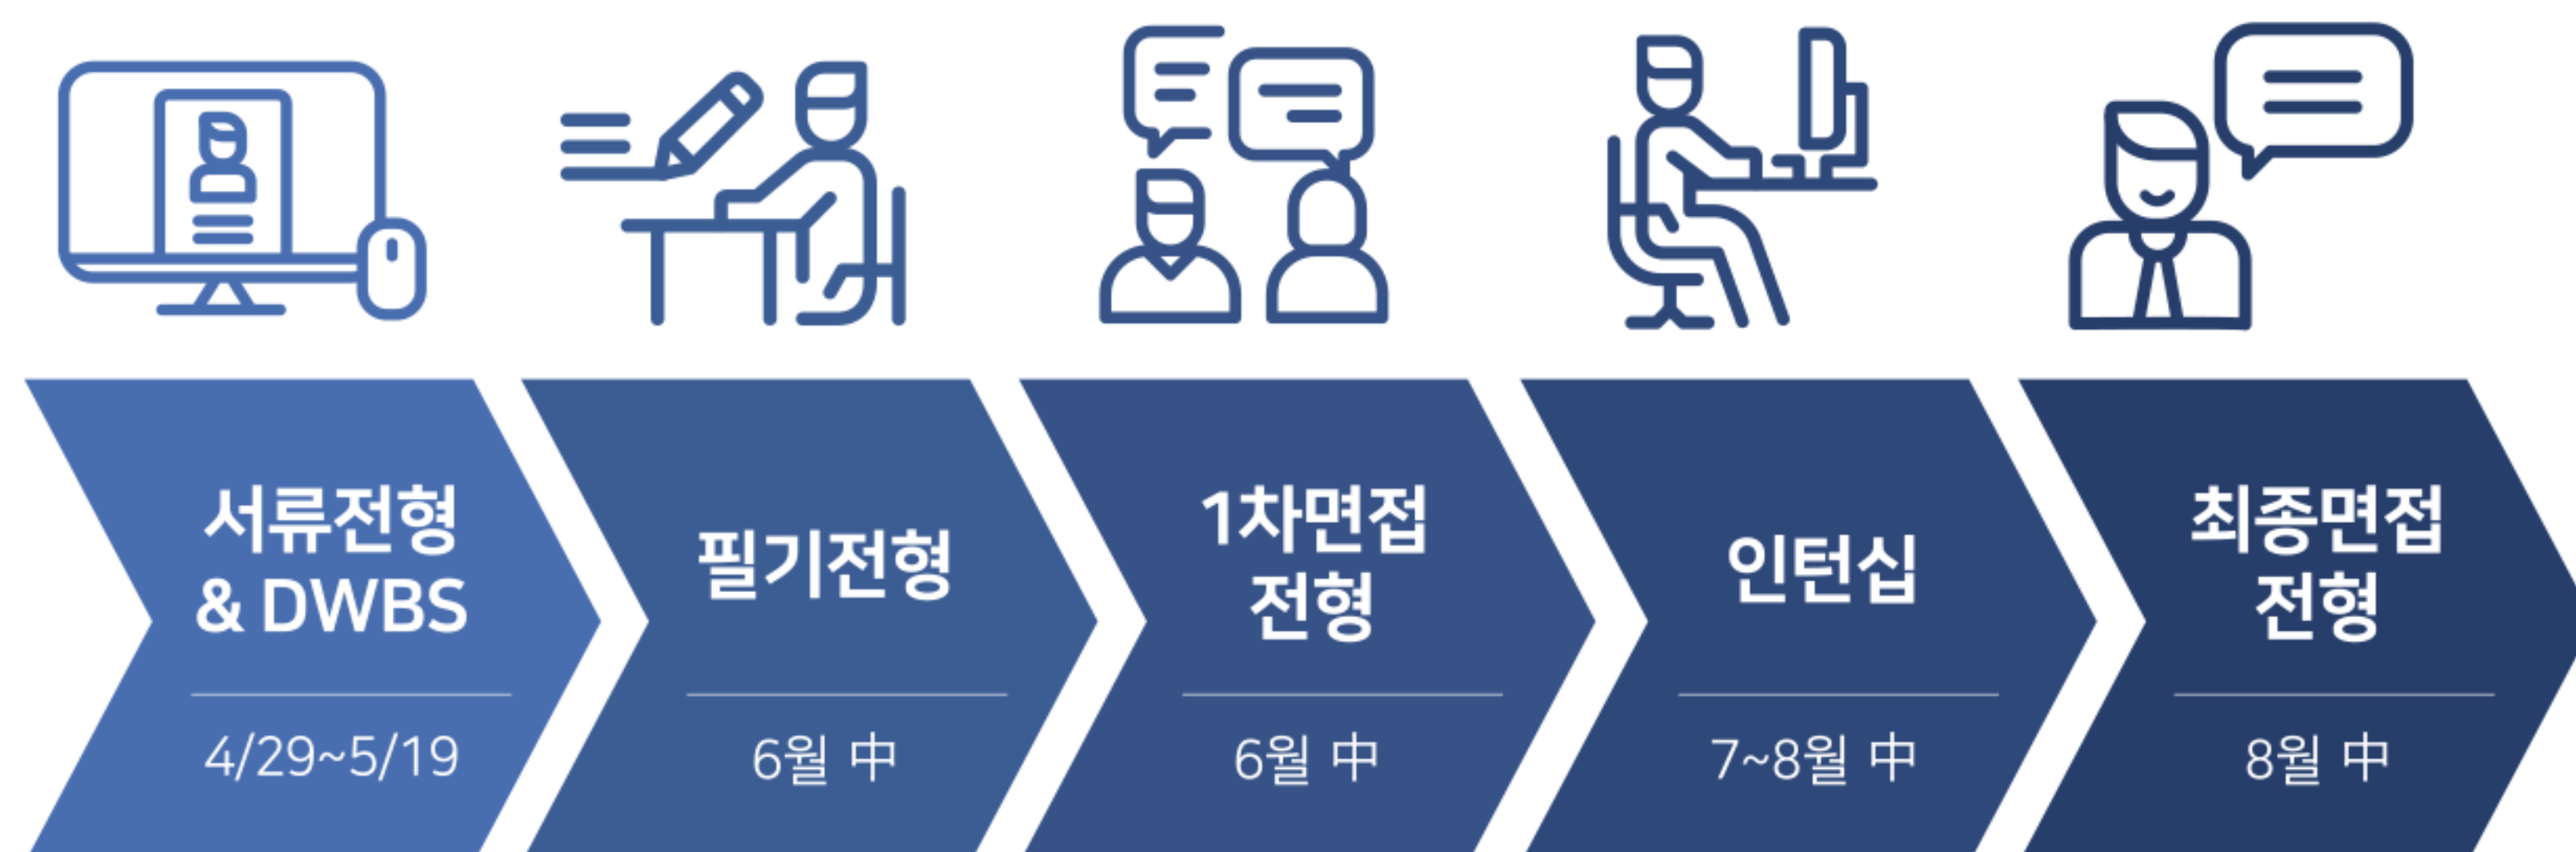 서류전형
& DWBS
4/29~5/19
필기전형
6월 中
1차면접
전형
6월 中
인턴십
7~8월 中
최종면접
전형
8월 中